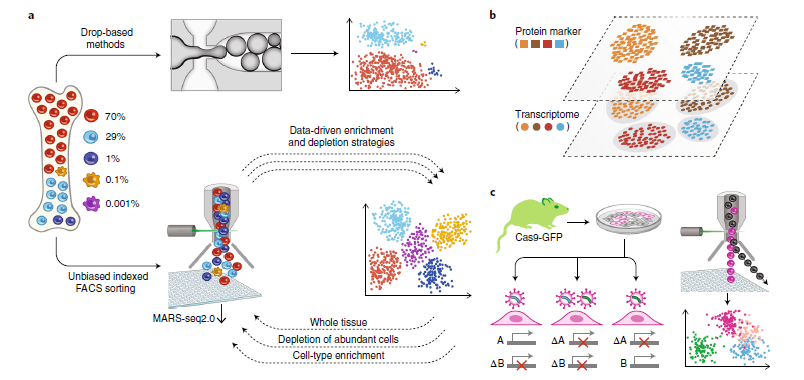 a
Drop-based
methods
70%
29%
1%
0.1%
0.001%
Data-driven enrichment
and depletion strategies
Unbiased indexed
FACS sorting
MARS-seq2.0
Whole tissue
Depletion of abundant cells
Cell-type enrichment
b
Protein marker
( )
Transcriptome
( )
c
Cas9-GFP
A ΔA ΔA
ΔB ΔB B